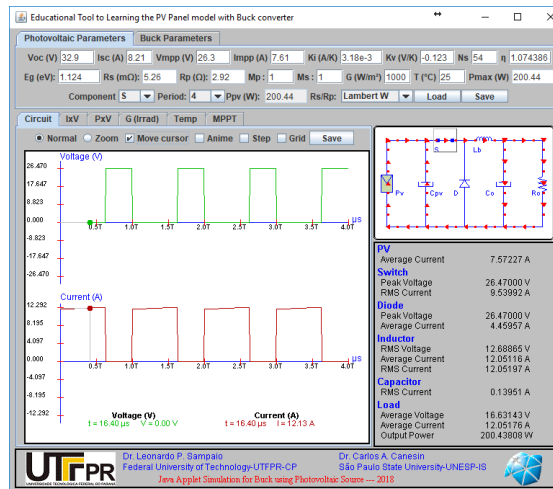 Educational Tool to Learning the PV Panel model with Buck converter
Photovoltaic Parameters Buck Parameters
Voc (V) 32.9 Isc (A) 8.21 Vmpp (V) 26.3 Impp (A) 7.61 Ki (A/K) 3.18e-3 Kv (V/K) -0.123 Ns 54 η 1.074386
Eg (eV): 1.124 Rs (mΩ): 5.26 Rp (Ω): 2.92 Mp : 1 Ms : 1 G (W/m²) 1000 T (°C) 25 Pmax (W) 200.44
Component S Period: 4 Ppv (W): 200.44 Rs/Rp: Lambert W Load Save
Circuit IxV PxV G (Irrad) Temp MPPT
Normal Zoom Move cursor Anime Step Grid Save
Voltage (V)
26.470
17.647
8.823
0.000
-8.823
-17.647
-26.470
0.5T 1.0T 1.5T 2.0T 2.5T 3.0T 3.5T 4.0T
µs
Current (A)
12.292
8.195
4.097
0.000
-4.097
-8.195
-12.292
0.5T 1.0T 1.5T 2.0T 2.5T 3.0T 3.5T 4.0T
µs
Voltage (V) Current (A)
t = 16.40 µs V = 0.00 V t = 16.40 µs I = 12.13 A
S Lb
Pv Cpv D Co Ro
PV
Average Current 7.57227 A
Switch
Peak Voltage 26.47000 V
RMS Current 9.53992 A
Diode
Peak Voltage 26.47000 V
Average Current 4.45957 A
Inductor
RMS Voltage 12.68865 V
Average Current 12.05116 A
RMS Current 12.05197 A
Capacitor
RMS Current 0.13951 A
Load
Average Voltage 16.63143 V
Average Current 12.05176 A
Output Power 200.43808 W
UTFPR
UNIVERSIDADE TECNOLÓGICA FEDERAL DO PARANÁ
Dr. Leonardo P. Sampaio Dr. Carlos A. Canesin
Federal University of Technology-UTFPR-CP São Paulo State University-UNESP-IS
Java Applet Simulation for Buck using Photovoltaic Source --- 2018